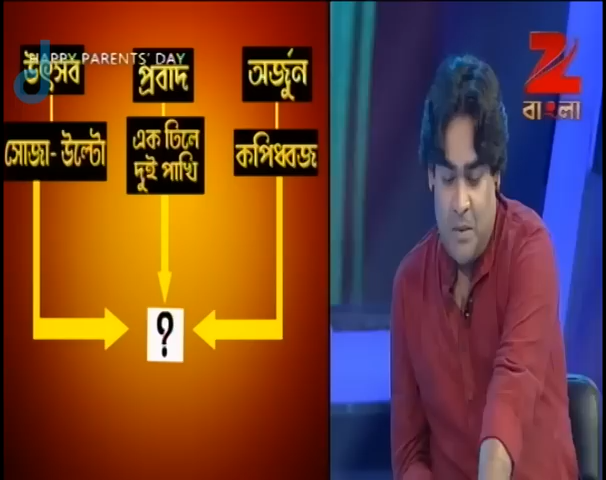 HAPPY PARENTS' DAY
উৎসব
প্রবাদ
অর্জুন
সোজা- উল্টো
এক ঢিলে
দুই পাখি
কপিধ্বজ
?
Z
বাংলা